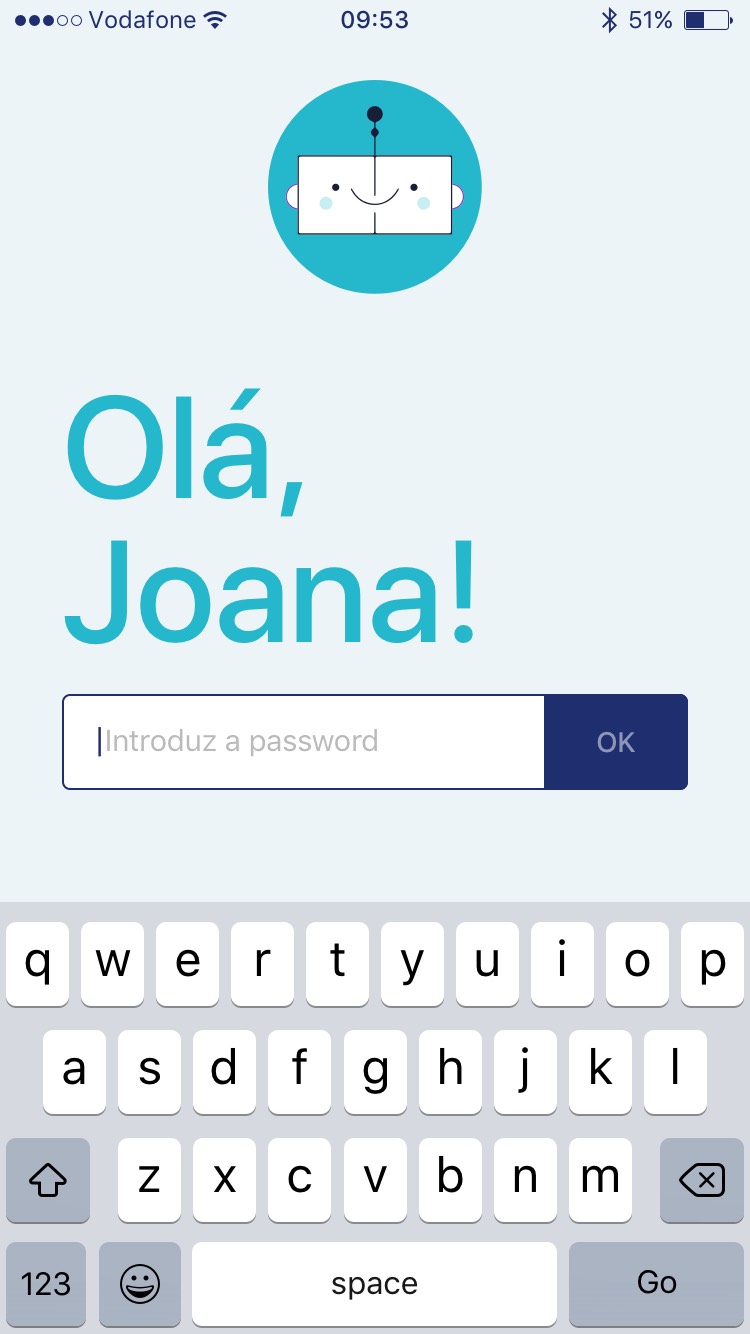 Vodafone 09:53 51%
Olá,
Joana!
Introduz a password OK
q w e r t y u i o p
a s d f g h j k l
z x c v b n m
123 space Go